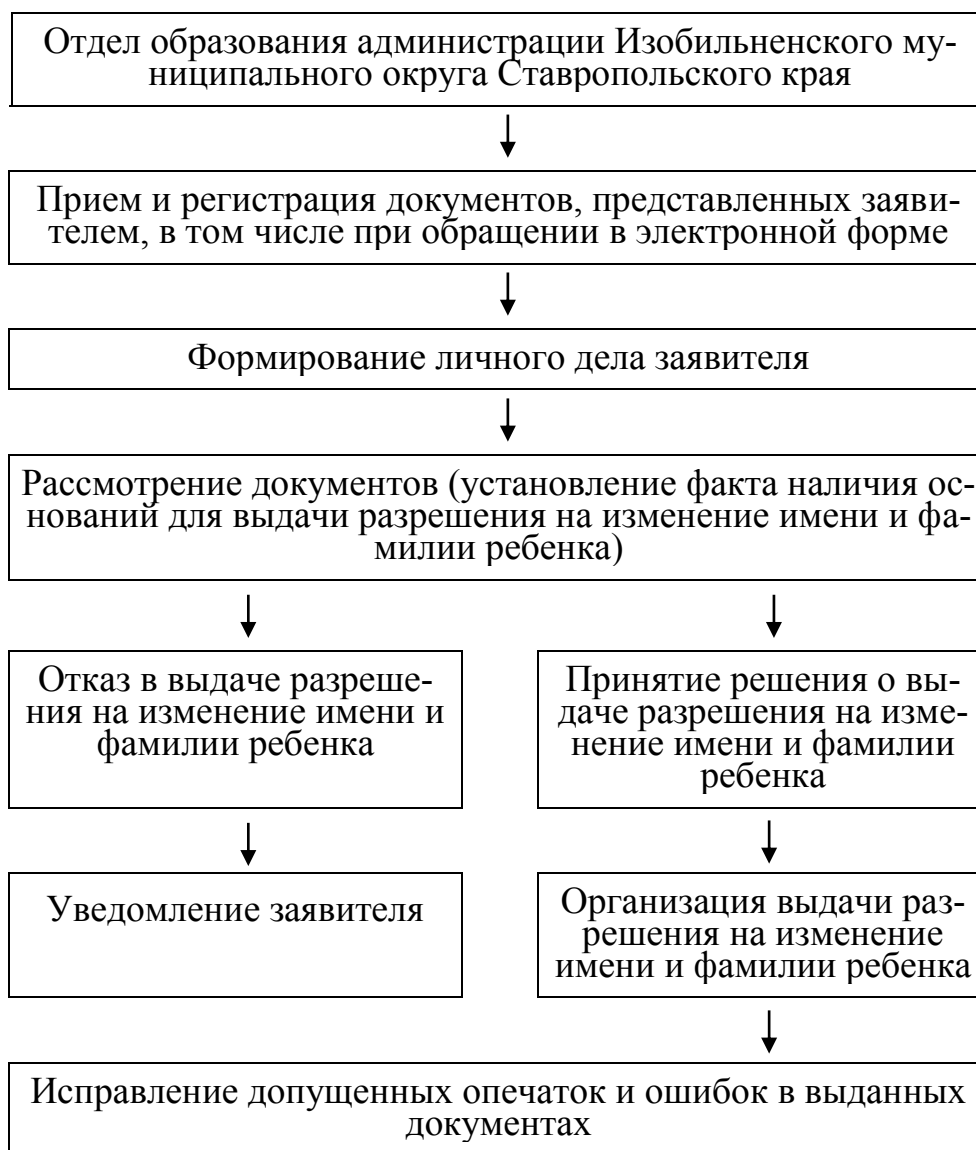 Отдел образования администрации Изобильненского му-
ниципального округа Ставропольского края
Прием и регистрация документов, представленных заяви-
телем, в том числе при обращении в электронной форме
Формирование личного дела заявителя
Рассмотрение документов (установление факта наличия ос-
нований для выдачи разрешения на изменение имени и фа-
милии ребенка)
Отказ в выдаче разреше-
ния на изменение имени и
фамилии ребенка
Принятие решения о вы-
даче разрешения на изме-
нение имени и фамилии
ребенка
Уведомление заявителя
Организация выдачи раз-
решения на изменение
имени и фамилии ребенка
Исправление допущенных опечаток и ошибок в выданных
документах